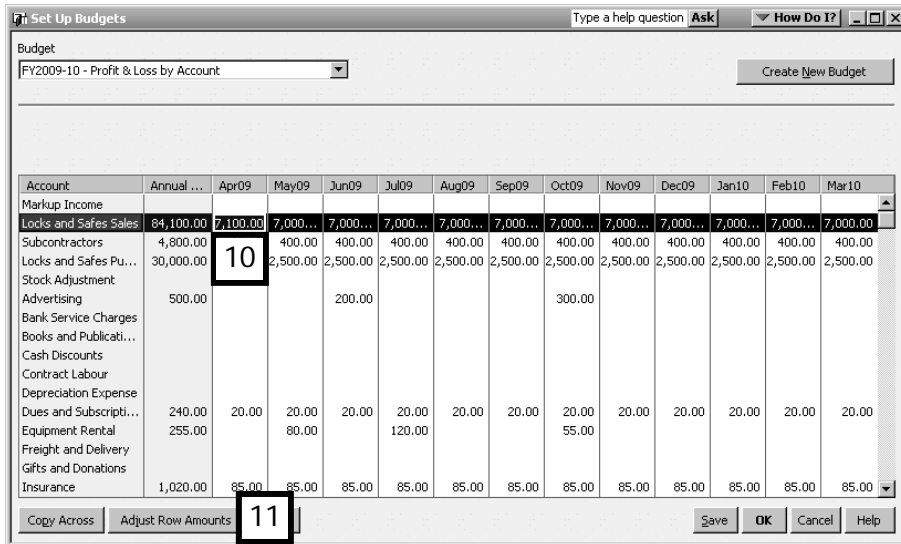 Set Up Budgets Type a help question Ask How Do I?
Budget
FY2009-10 - Profit & Loss by Account
Create New Budget
Account Annual ... Apr09 May09 Jun09 Jul09 Aug09 Sep09 Oct09 Nov09 Dec09 Jan10 Feb10 Mar10
Markup Income
Locks and Safes Sales 84,100.00 7,100.00 7,000... 7,000... 7,000... 7,000... 7,000... 7,000... 7,000... 7,000... 7,000... 7,000... 7,000.00
Subcontractors 4,800.00 400.00 400.00 400.00 400.00 400.00 400.00 400.00 400.00 400.00 400.00 400.00
Locks and Safes Pu... 30,000.00 10 2,500.00 2,500.00 2,500.00 2,500.00 2,500.00 2,500.00 2,500.00 2,500.00 2,500.00 2,500.00 2,500.00
Stock Adjustment
Advertising 500.00 200.00 300.00
Bank Service Charges
Books and Publicati...
Cash Discounts
Contract Labour
Depreciation Expense
Dues and Subscripti... 240.00 20.00 20.00 20.00 20.00 20.00 20.00 20.00 20.00 20.00 20.00 20.00 20.00
Equipment Rental 255.00 80.00 120.00 55.00
Freight and Delivery
Gifts and Donations
Insurance 1,020.00 85.00 85.00 85.00 85.00 85.00 85.00 85.00 85.00 85.00 85.00 85.00 85.00
Copy Across Adjust Row Amounts 11 Save OK Cancel Help